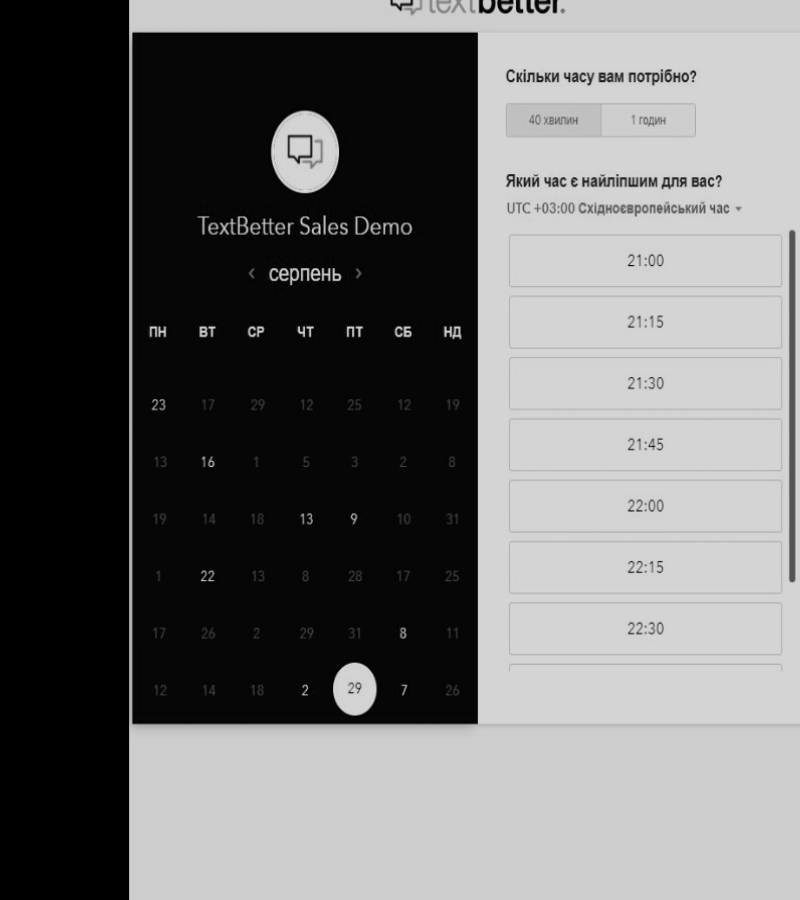 textbetter.
TextBetter Sales Demo
‹ серпень ›
ПН ВТ СР ЧТ ПТ СБ НД
23 17 29 12 25 12 19
13 16 1 5 3 2 8
19 14 18 13 9 10 31
1 22 13 8 28 17 25
17 26 2 29 31 8 11
12 14 18 2 29 7 26
Скільки часу вам потрібно?
40 хвилин 1 годин
Який час є найліпшим для вас?
UTC +03:00 Східноєвропейський час
21:00
21:15
21:30
21:45
22:00
22:15
22:30